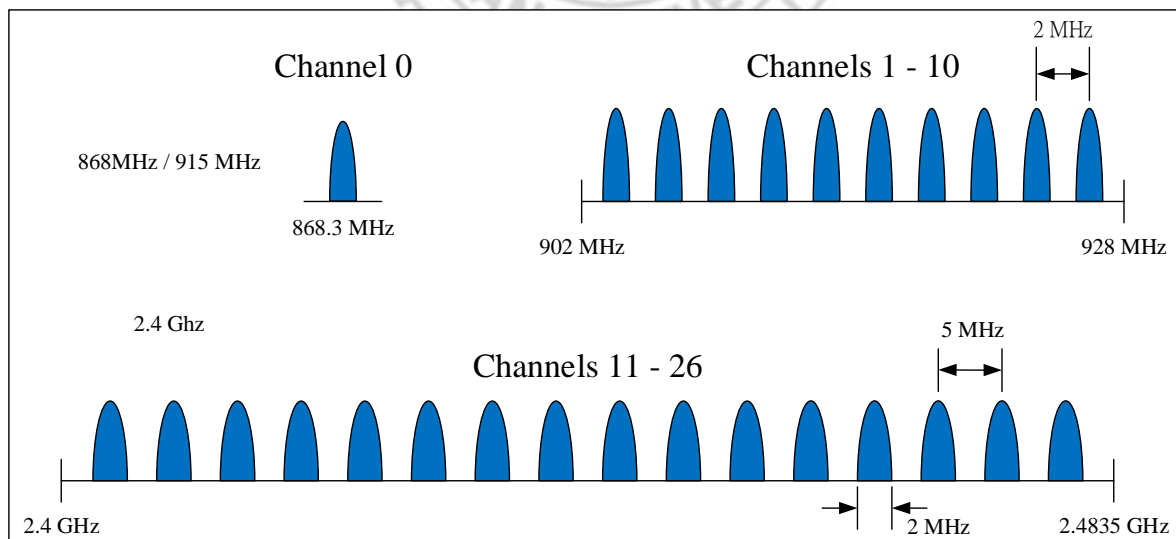 2 MHz
Channel 0
Channels 1 - 10
868MHz / 915 MHz
868.3 MHz
902 MHz
928 MHz
2.4 Ghz
5 MHz
Channels 11 - 26
2.4 GHz
2 MHz
2.4835 GHz